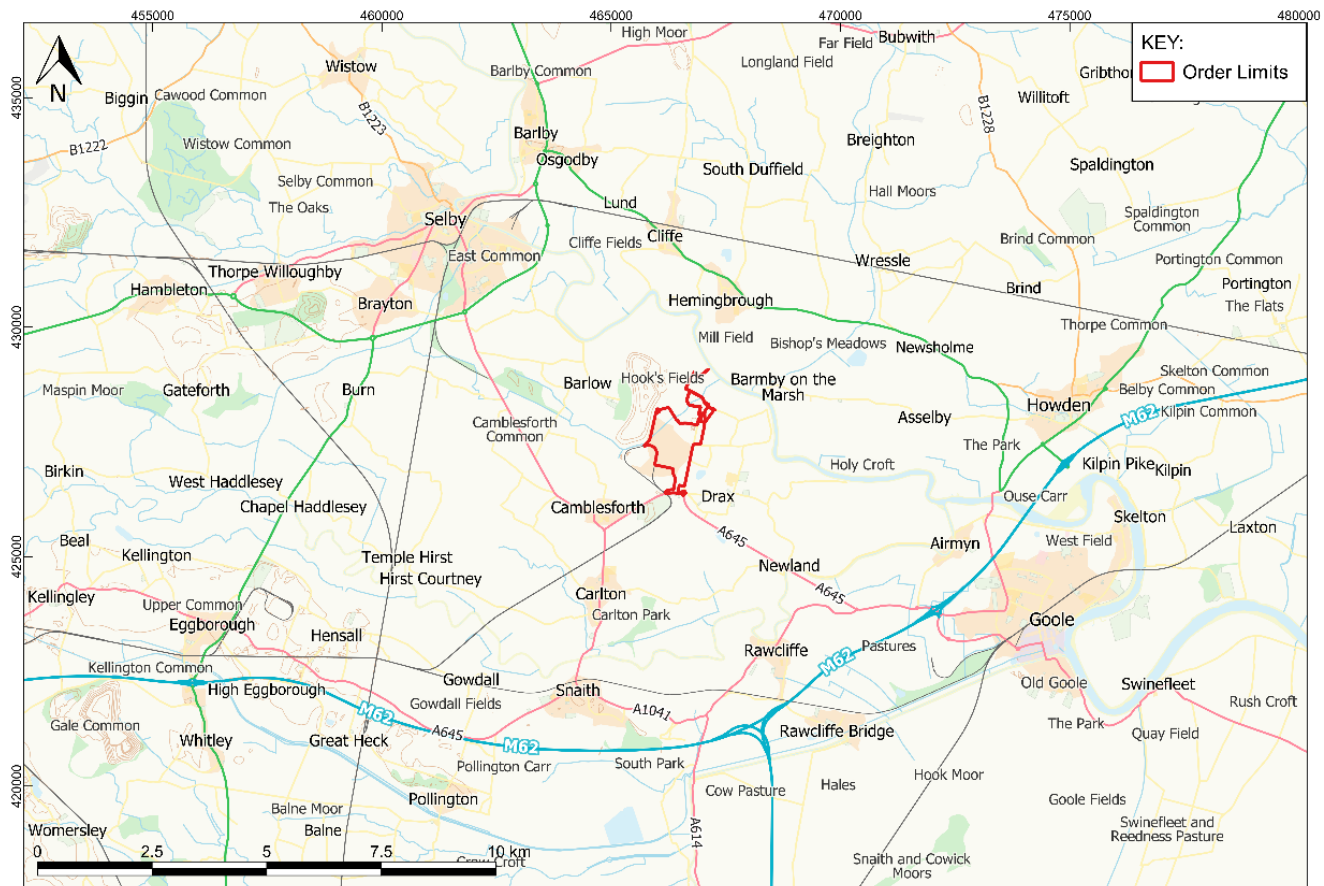 455000
460000
465000
470000
475000
480000
High Moor
Far Field
Bubwith
KEY:
Order Limits
N
Wistow
Barlby Common
Longland Field
Gribthor
435000
Biggin
Cawood Common
Willitoft
B1223
B1228
B1222
Wistow Common
Barlby
Osgodby
Breighton
South Duffield
Spaldington
Selby Common
The Oaks
Hall Moors
Selby
Lund
Spaldington
Common
Cliffe Fields
Cliffe
Brind Common
East Common
Wressle
Portington Common
Thorpe Willoughby
Hambleton
Brayton
Hemingbrough
Brind
Portington
The Flats
430000
Mill Field
Bishop's Meadows
Newsholme
Thorpe Common
Maspin Moor
Gateforth
Burn
Barlow
Hook's Fields
Barmby on the
Marsh
Skelton Common
Belby Common
Howden
Kilpin Common
M62
Asselby
Camblesforth
Common
The Park
Birkin
West Haddlesey
Holy Croft
Kilpin Pike
Kilpin
Chapel Haddlesey
Camblesforth
Drax
Ouse Carr
Skelton
Laxton
425000
Beal
Kellington
Temple Hirst
Hirst Courtney
A645
Airmyn
West Field
Newland
Kellingley
Upper Common
Eggborough
Carlton
Carlton Park
A645
Goole
Hensall
Rawcliffe
Pastures
Kellington Common
M62
High Eggborough
Gowdall
Gowdall Fields
Snaith
Old Goole
Swinefleet
Rush Croft
Gale Common
M62
A1041
The Park
Whitley
Great Heck
A645
M62
Rawcliffe Bridge
Quay Field
Pollington Carr
South Park
420000
Hook Moor
Cow Pasture
Hales
Pollington
Goole Fields
Balne Moor
Womersley
Balne
A614
Swinefleet and
Reedness Pasture
0
2.5
5
7.5
10 km
Crow Croft
Snaith and Cowick
Moors